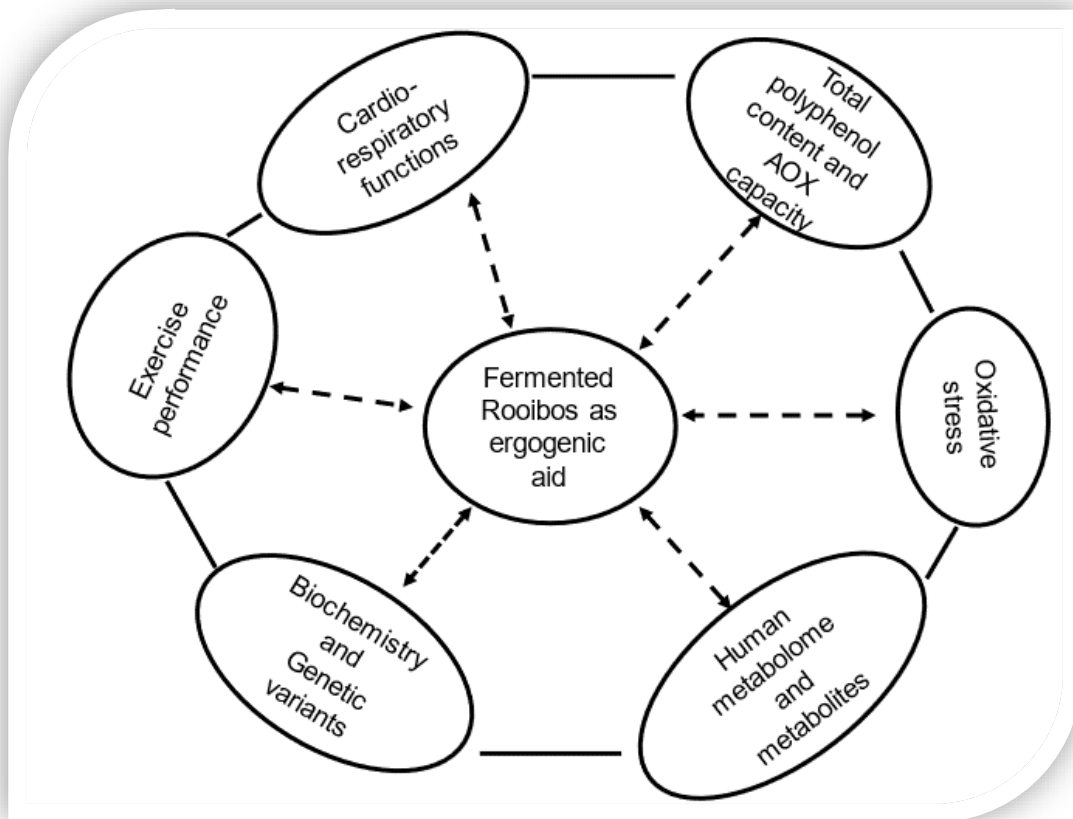 Cardio-
respiratory
functions
Total
polyphenol
content and
AOX
capacity
Exercise
performance
Fermented
Rooibos as
ergogenic
aid
Oxidative
stress
Biochemistry
and
Genetic
variants
Human
metabolome
and
metabolites